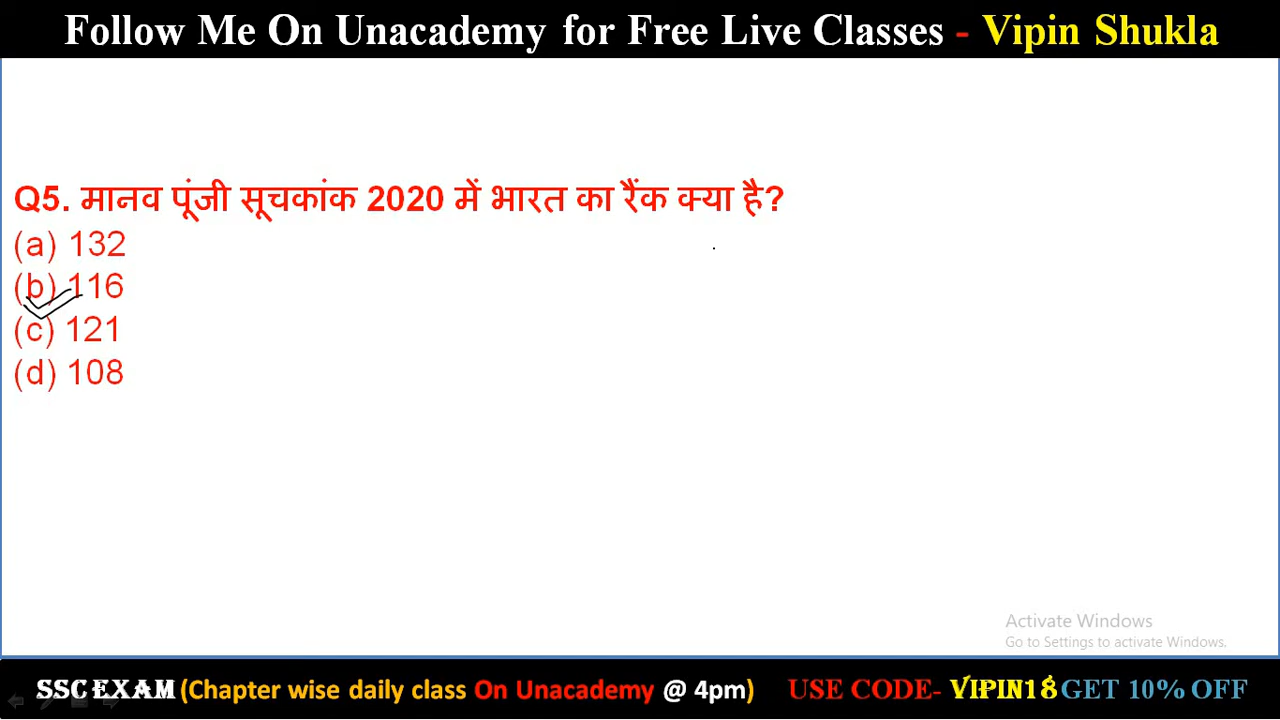 Follow Me On Unacademy for Free Live Classes - Vipin Shukla
Q5. मानव पूंजी सूचकांक 2020 में भारत का रैंक क्या है?
(a) 132
(b) 116
(c) 121
(d) 108
Activate Windows
Go to Settings to activate Windows.
SSC EXAM (Chapter wise daily class On Unacademy @ 4pm) USE CODE- VIPIN18 GET 10% OFF